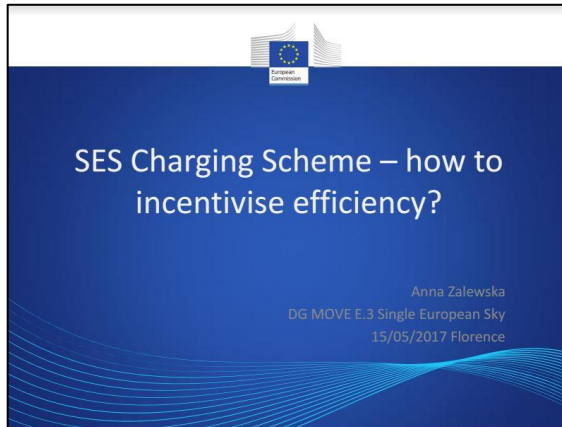 European
Commission
SES Charging Scheme – how to
incentivise efficiency?
Anna Zalewska
DG MOVE E.3 Single European Sky
15/05/2017 Florence